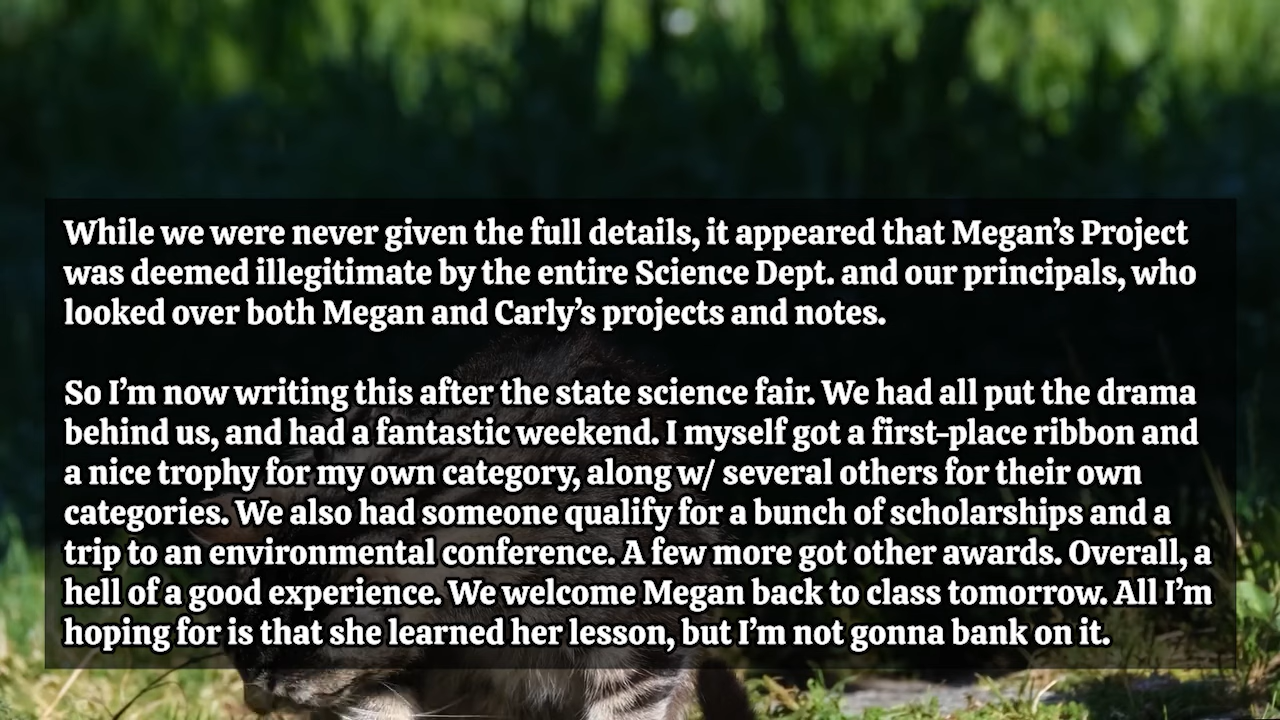 While we were never given the full details, it appeared that Megan’s Project
was deemed illegitimate by the entire Science Dept. and our principals, who
looked over both Megan and Carly’s projects and notes.
So I’m now writing this after the state science fair. We had all put the drama
behind us, and had a fantastic weekend. I myself got a first-place ribbon and
a nice trophy for my own category, along w/ several others for their own
categories. We also had someone qualify for a bunch of scholarships and a
trip to an environmental conference. A few more got other awards. Overall, a
hell of a good experience. We welcome Megan back to class tomorrow. All I’m
hoping for is that she learned her lesson, but I’m not gonna bank on it.